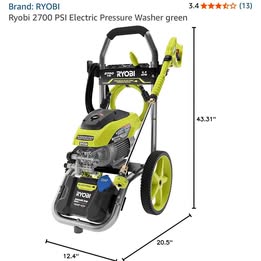 Brand: RYOBI
3.4 (13)
Ryobi 2700 PSI Electric Pressure Washer green
RYOBI
43.31"
RYOBI
20.5"
12.4"